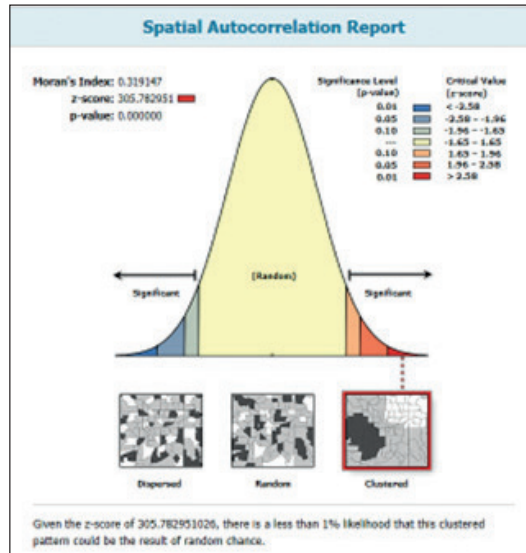 Spatial Autocorrelation Report
Moran's Index: 0.319147
z-score: 305.782951
p-value: 0.000000
Significance Level
(p-value)
Critical Value
(z-score)
0.01 < -2.58
0.05 -2.58 – -1.96
0.10 -1.96 – -1.65
--- -1.65 – 1.65
0.10 1.65 – 1.96
0.05 1.96 – 2.58
0.01 > 2.58
(Random)
Significant
Significant
Dispersed
Random
Clustered
Given the z-score of 305.782951026, there is a less than 1% likelihood that this clustered
pattern could be the result of random chance.